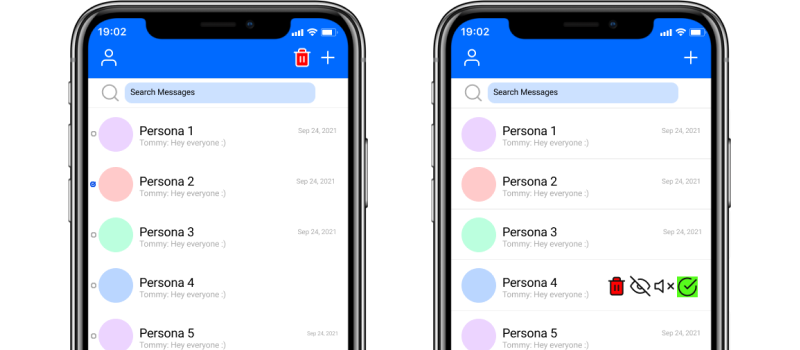 19:02
Search Messages
Persona 1
Sep 24, 2021
Tommy: Hey everyone :)
Persona 2
Sep 24, 2021
Tommy: Hey everyone :)
Persona 3
Sep 24, 2021
Tommy: Hey everyone :)
Persona 4
Sep 24, 2021
Tommy: Hey everyone :)
Persona 5
Sep 24, 2021
Tommy: Hey everyone :)
19:02
Search Messages
Persona 1
Sep 24, 2021
Tommy: Hey everyone :)
Persona 2
Sep 24, 2021
Tommy: Hey everyone :)
Persona 3
Sep 24, 2021
Tommy: Hey everyone :)
Persona 4
Tommy: Hey everyone :)
Persona 5
Sep 24, 2021
Tommy: Hey everyone :)